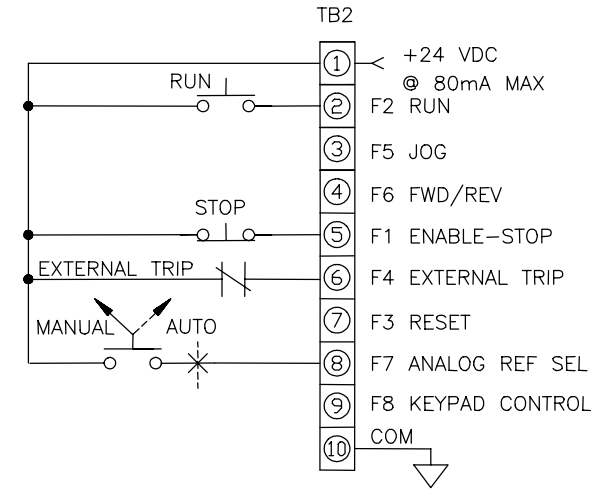 TB2
1 +24 VDC
@ 80mA MAX
RUN
2 F2 RUN
3 F5 JOG
4 F6 FWD/REV
STOP
5 F1 ENABLE-STOP
EXTERNAL TRIP
6 F4 EXTERNAL TRIP
MANUAL AUTO
7 F3 RESET
8 F7 ANALOG REF SEL
9 F8 KEYPAD CONTROL
10 COM